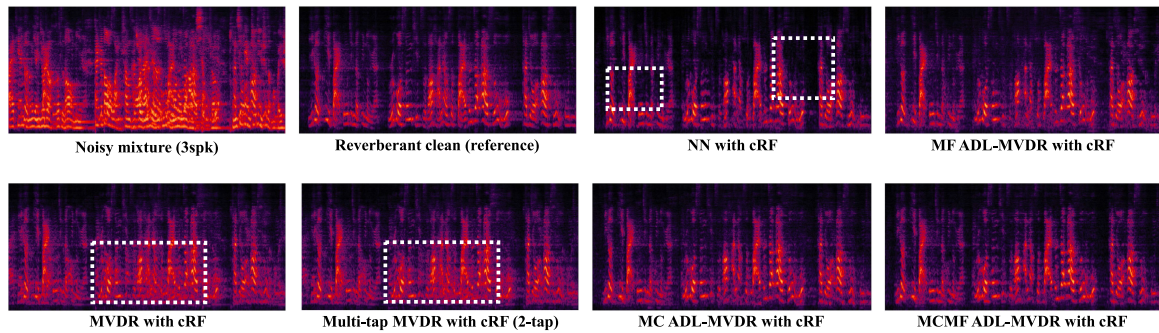 Noisy mixture (3spk)
Reverberant clean (reference)
NN with cRF
MF ADL-MVDR with cRF
MVDR with cRF
Multi-tap MVDR with cRF (2-tap)
MC ADL-MVDR with cRF
MCMF ADL-MVDR with cRF